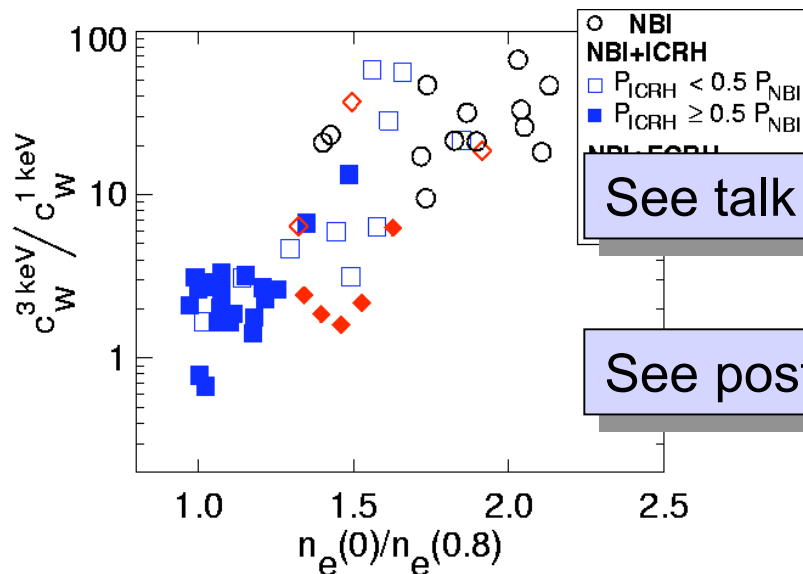 100
10
1
c_W^3 keV / c_W^1 keV
1.0 1.5 2.0 2.5
n_e(0)/n_e(0.8)
NBI
NBI+ICRH
P_ICRH < 0.5 P_NBI
P_ICRH ≥ 0.5 P_NBI
See talk
See post